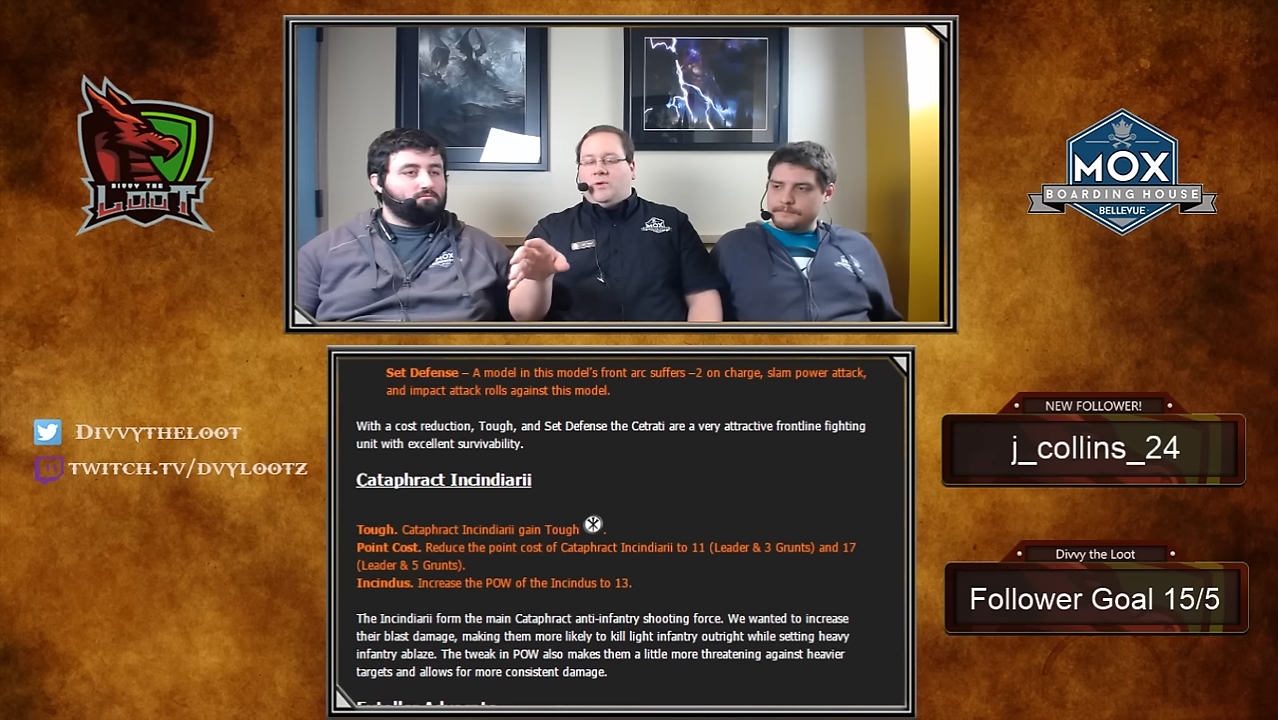 DIVVY THE
LOOT
MOX
BOARDING HOUSE
BELLEVUE
MOX
DIVVYTHELOOT
TWITCH.TV/DVYLOOTZ
Set Defense – A model in this model's front arc suffers –2 on charge, slam power attack,
and impact attack rolls against this model.
With a cost reduction, Tough, and Set Defense the Cetrati are a very attractive frontline fighting
unit with excellent survivability.
Cataphract Incindiarii
Tough. Cataphract Incindiarii gain Tough .
Point Cost. Reduce the point cost of Cataphract Incindiarii to 11 (Leader & 3 Grunts) and 17
(Leader & 5 Grunts).
Incindus. Increase the POW of the Incindus to 13.
The Incindiarii form the main Cataphract anti-infantry shooting force. We wanted to increase
their blast damage, making them more likely to kill light infantry outright while setting heavy
infantry ablaze. The tweak in POW also makes them a little more threatening against heavier
targets and allows for more consistent damage.
NEW FOLLOWER!
j_collins_24
Divvy the Loot
Follower Goal 15/5